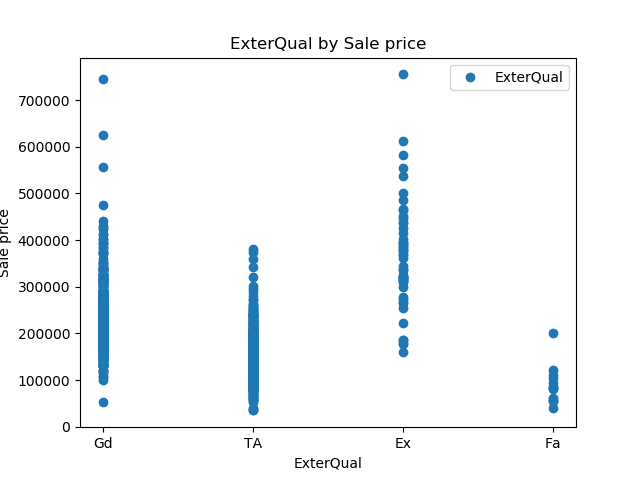 ExterQual by Sale price
ExterQual
700000
600000
500000
400000
300000
200000
100000
0
Sale price
Gd TA Ex Fa
ExterQual